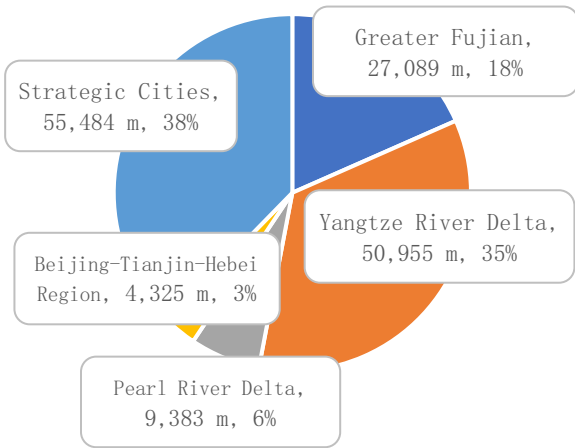 Greater Fujian,
27,089 m, 18%
Strategic Cities,
55,484 m, 38%
Yangtze River Delta,
50,955 m, 35%
Beijing-Tianjin-Hebei
Region, 4,325 m, 3%
Pearl River Delta,
9,383 m, 6%